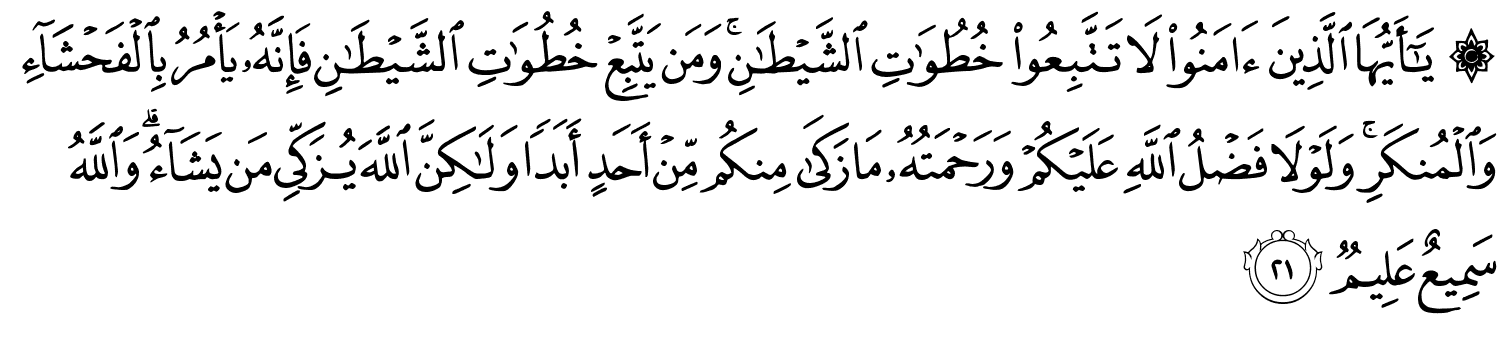 ۞ يَـٰٓأَيُّهَا ٱلَّذِينَ ءَامَنُوا۟ لَا تَتَّبِعُوا۟ خُطُوَٰتِ ٱلشَّيْطَـٰنِ ۚ وَمَن يَتَّبِعْ خُطُوَٰتِ ٱلشَّيْطَـٰنِ فَإِنَّهُۥ يَأْمُرُ بِٱلْفَحْشَآءِ
وَٱلْمُنكَرِ ۚ وَلَوْلَا فَضْلُ ٱللَّهِ عَلَيْكُمْ وَرَحْمَتُهُۥ مَا زَكَىٰ مِنكُم مِّنْ أَحَدٍ أَبَدًا وَلَـٰكِنَّ ٱللَّهَ يُزَكِّى مَن يَشَآءُ ۗ وَٱللَّهُ
سَمِيعٌ عَلِيمٌ ٢١